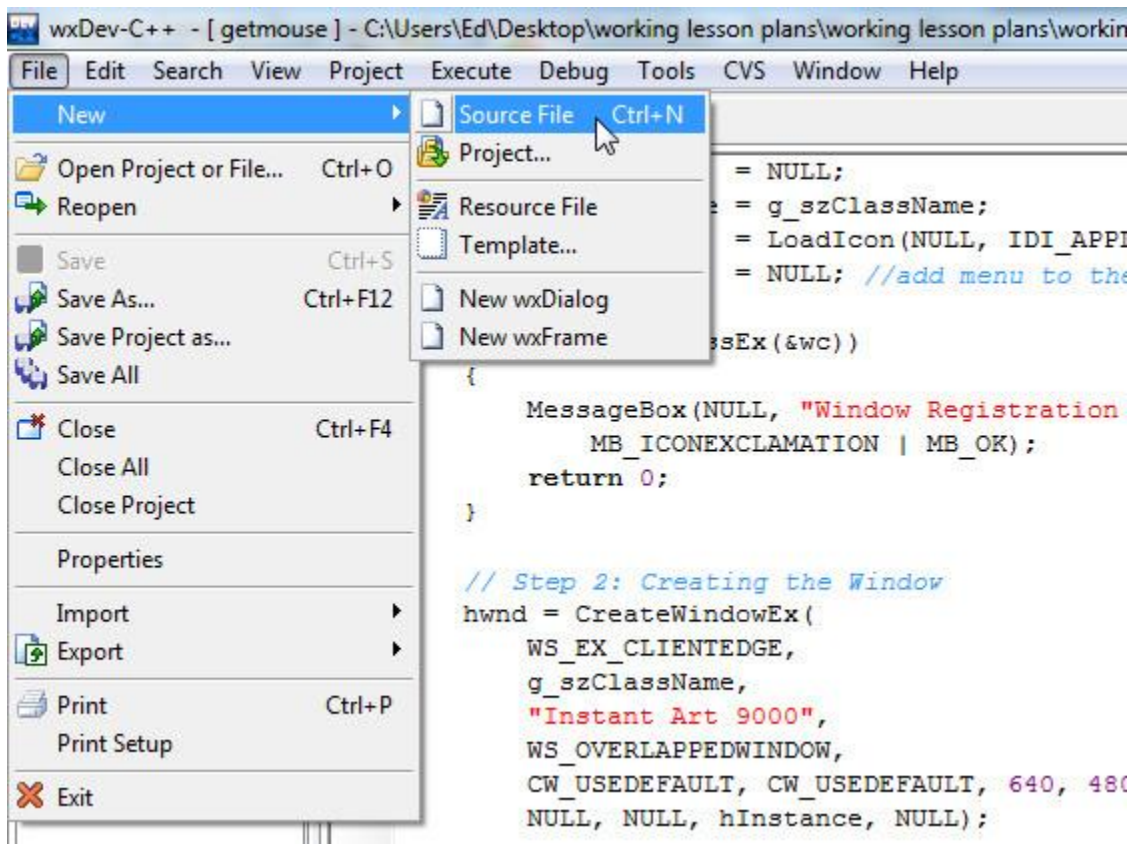 wxDev-C++ - [ getmouse ] - C:\Users\Ed\Desktop\working lesson plans\working lesson plans\workin
File Edit Search View Project Execute Debug Tools CVS Window Help
New
Open Project or File... Ctrl+O
Reopen
Save Ctrl+S
Save As... Ctrl+F12
Save Project as...
Save All
Close Ctrl+F4
Close All
Close Project
Properties
Import
Export
Print Ctrl+P
Print Setup
Exit
Source File Ctrl+N
Project...
Resource File
Template...
New wxDialog
New wxFrame
= NULL;
= g_szClassName;
= LoadIcon(NULL, IDI_APPL
= NULL; //add menu to the
ssEx(&wc))
{
MessageBox(NULL, "Window Registration
MB_ICONEXCLAMATION | MB_OK);
return 0;
}
// Step 2: Creating the Window
hwnd = CreateWindowEx(
WS_EX_CLIENTEDGE,
g_szClassName,
"Instant Art 9000",
WS_OVERLAPPEDWINDOW,
CW_USEDEFAULT, CW_USEDEFAULT, 640, 480
NULL, NULL, hInstance, NULL);